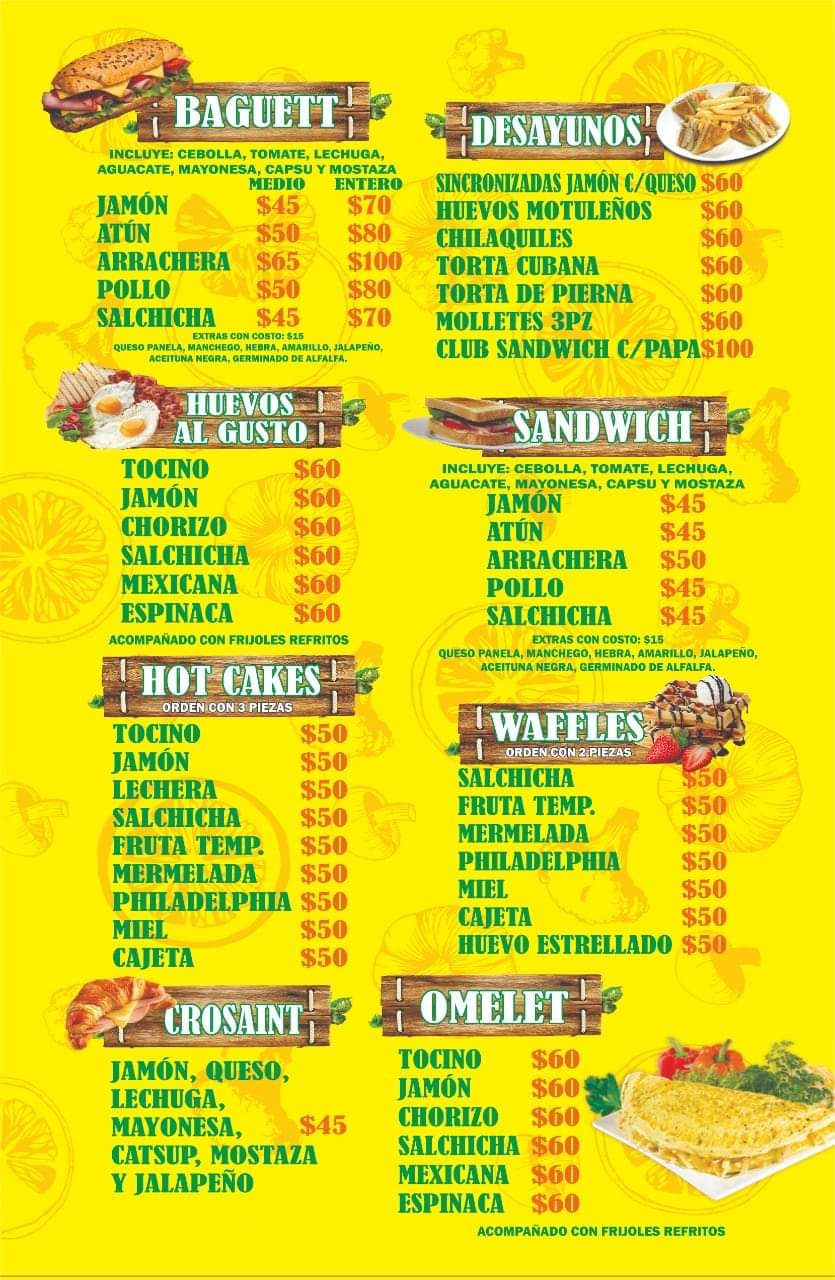 BAGUETT
INCLUYE: CEBOLLA, TOMATE, LECHUGA,
AGUACATE, MAYONESA, CAPSU Y MOSTAZA
MEDIO ENTERO
JAMÓN $45 $70
ATÚN $50 $80
ARRACHERA $65 $100
POLLO $50 $80
SALCHICHA $45 $70
EXTRAS CON COSTO: $15
QUESO PANELA, MANCHEGO, HEBRA, AMARILLO, JALAPEÑO,
ACEITUNA NEGRA, GERMINADO DE ALFALFA.
DESAYUNOS
SINCRONIZADAS JAMÓN C/QUESO $60
HUEVOS MOTULEÑOS $60
CHILAQUILES $60
TORTA CUBANA $60
TORTA DE PIERNA $60
MOLLETES 3PZ $60
CLUB SANDWICH C/PAPA $100
HUEVOS
AL GUSTO
TOCINO $60
JAMÓN $60
CHORIZO $60
SALCHICHA $60
MEXICANA $60
ESPINACA $60
ACOMPAÑADO CON FRIJOLES REFRITOS
SANDWICH
INCLUYE: CEBOLLA, TOMATE, LECHUGA,
AGUACATE, MAYONESA, CAPSU Y MOSTAZA
JAMÓN $45
ATÚN $45
ARRACHERA $50
POLLO $45
SALCHICHA $45
EXTRAS CON COSTO: $15
QUESO PANELA, MANCHEGO, HEBRA, AMARILLO, JALAPEÑO,
ACEITUNA NEGRA, GERMINADO DE ALFALFA.
HOT CAKES
ORDEN CON 3 PIEZAS
TOCINO $50
JAMÓN $50
LECHERA $50
SALCHICHA $50
FRUTA TEMP. $50
MERMELADA $50
PHILADELPHIA $50
MIEL $50
CAJETA $50
WAFFLES
ORDEN CON 2 PIEZAS
SALCHICHA $50
FRUTA TEMP. $50
MERMELADA $50
PHILADELPHIA $50
MIEL $50
CAJETA $50
HUEVO ESTRELLADO $50
CROSAINT
JAMÓN, QUESO,
LECHUGA,
MAYONESA, $45
CATSUP, MOSTAZA
Y JALAPEÑO
OMELET
TOCINO $60
JAMÓN $60
CHORIZO $60
SALCHICHA $60
MEXICANA $60
ESPINACA $60
ACOMPAÑADO CON FRIJOLES REFRITOS